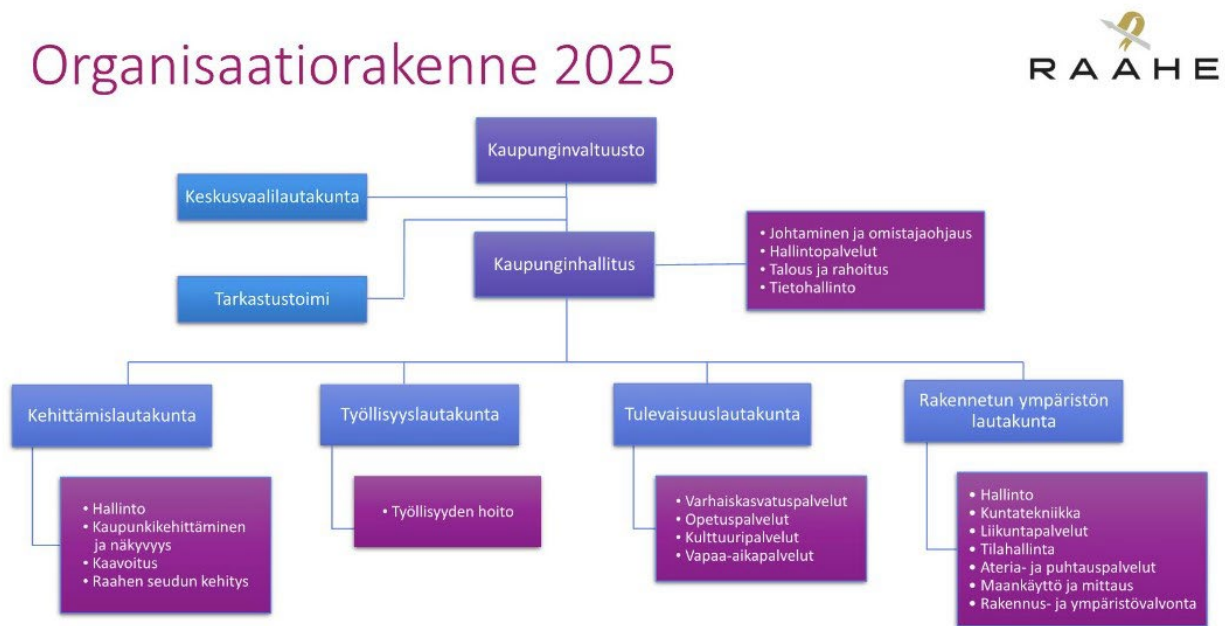 Organisaatiorakenne 2025
RAAHE
Kaupunginvaltuusto
Keskusvaalilautakunta
Kaupunginhallitus
• Johtaminen ja omistajaohjaus
• Hallintopalvelut
• Talous ja rahoitus
• Tietohallinto
Tarkastustoimi
Kehittämislautakunta
Työllisyyslautakunta
Tulevaisuuslautakunta
Rakennetun ympäristön
lautakunta
• Hallinto
• Kaupunkikehittäminen
ja näkyvyys
• Kaavoitus
• Raahen seudun kehitys
• Työllisyyden hoito
• Varhaiskasvatuspalvelut
• Opetuspalvelut
• Kulttuuripalvelut
• Vapaa-aikapalvelut
• Hallinto
• Kuntatekniikka
• Liikuntapalvelut
• Tilahallinta
• Ateria- ja puhtauspalvelut
• Maankäyttö ja mittaus
• Rakennus- ja ympäristövalvonta